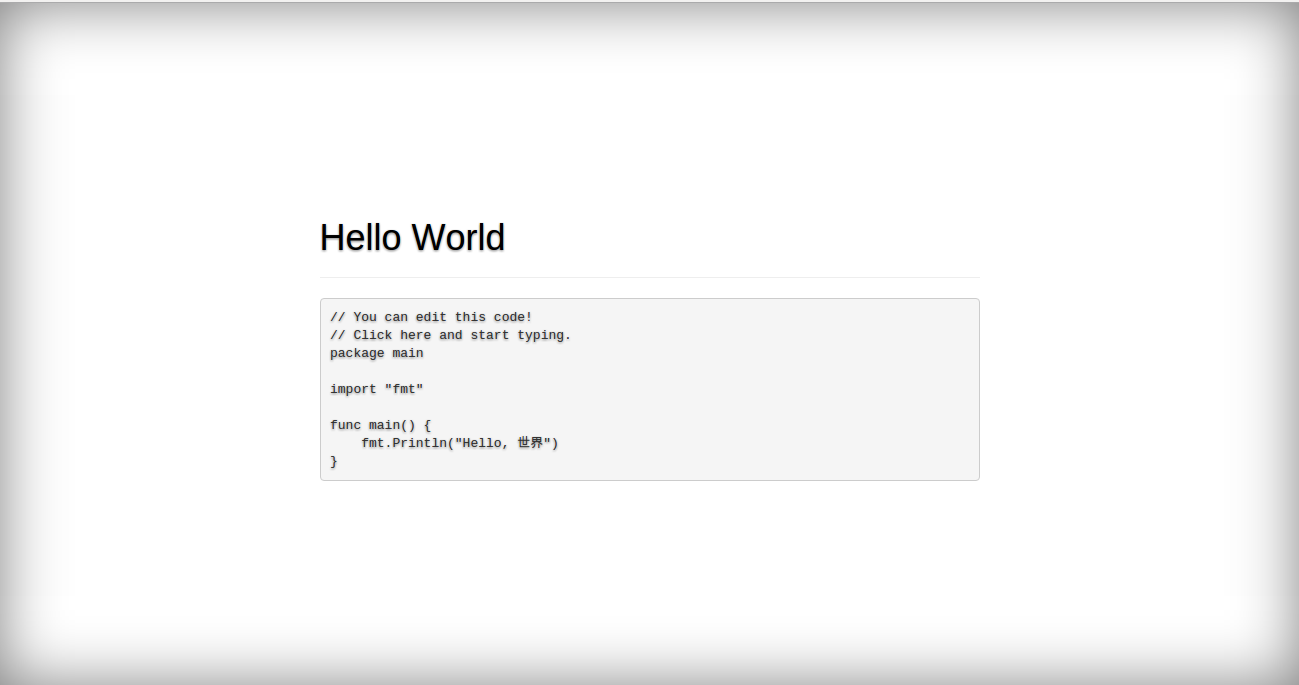 Hello World
// You can edit this code!
// Click here and start typing.
package main
import "fmt"
func main() {
    fmt.Println("Hello, 世界")
}